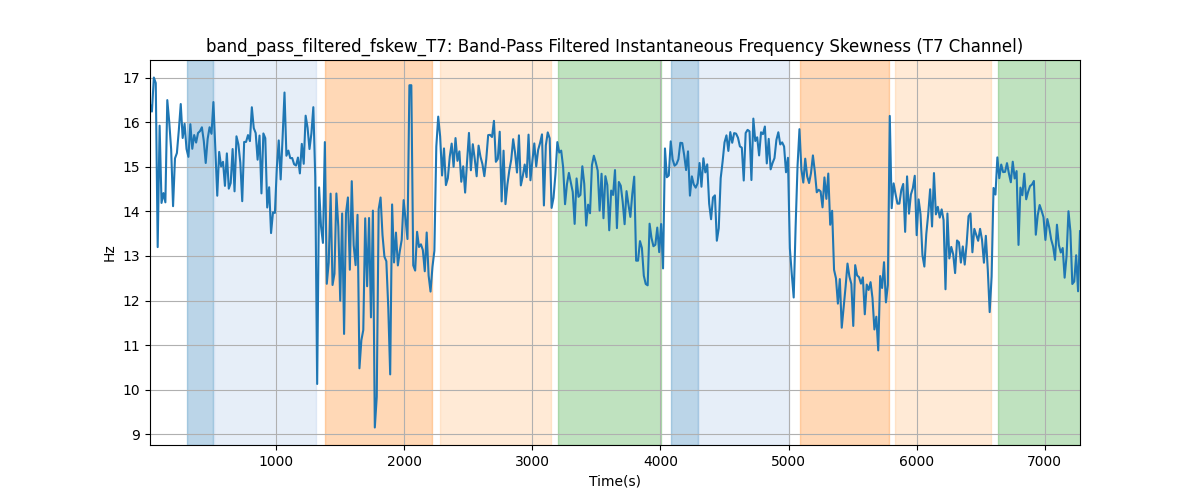 band_pass_filtered_fskew_T7: Band-Pass Filtered Instantaneous Frequency Skewness (T7 Channel)
17
16
15
14
13
12
11
10
9
Hz
1000 2000 3000 4000 5000 6000 7000
Time(s)